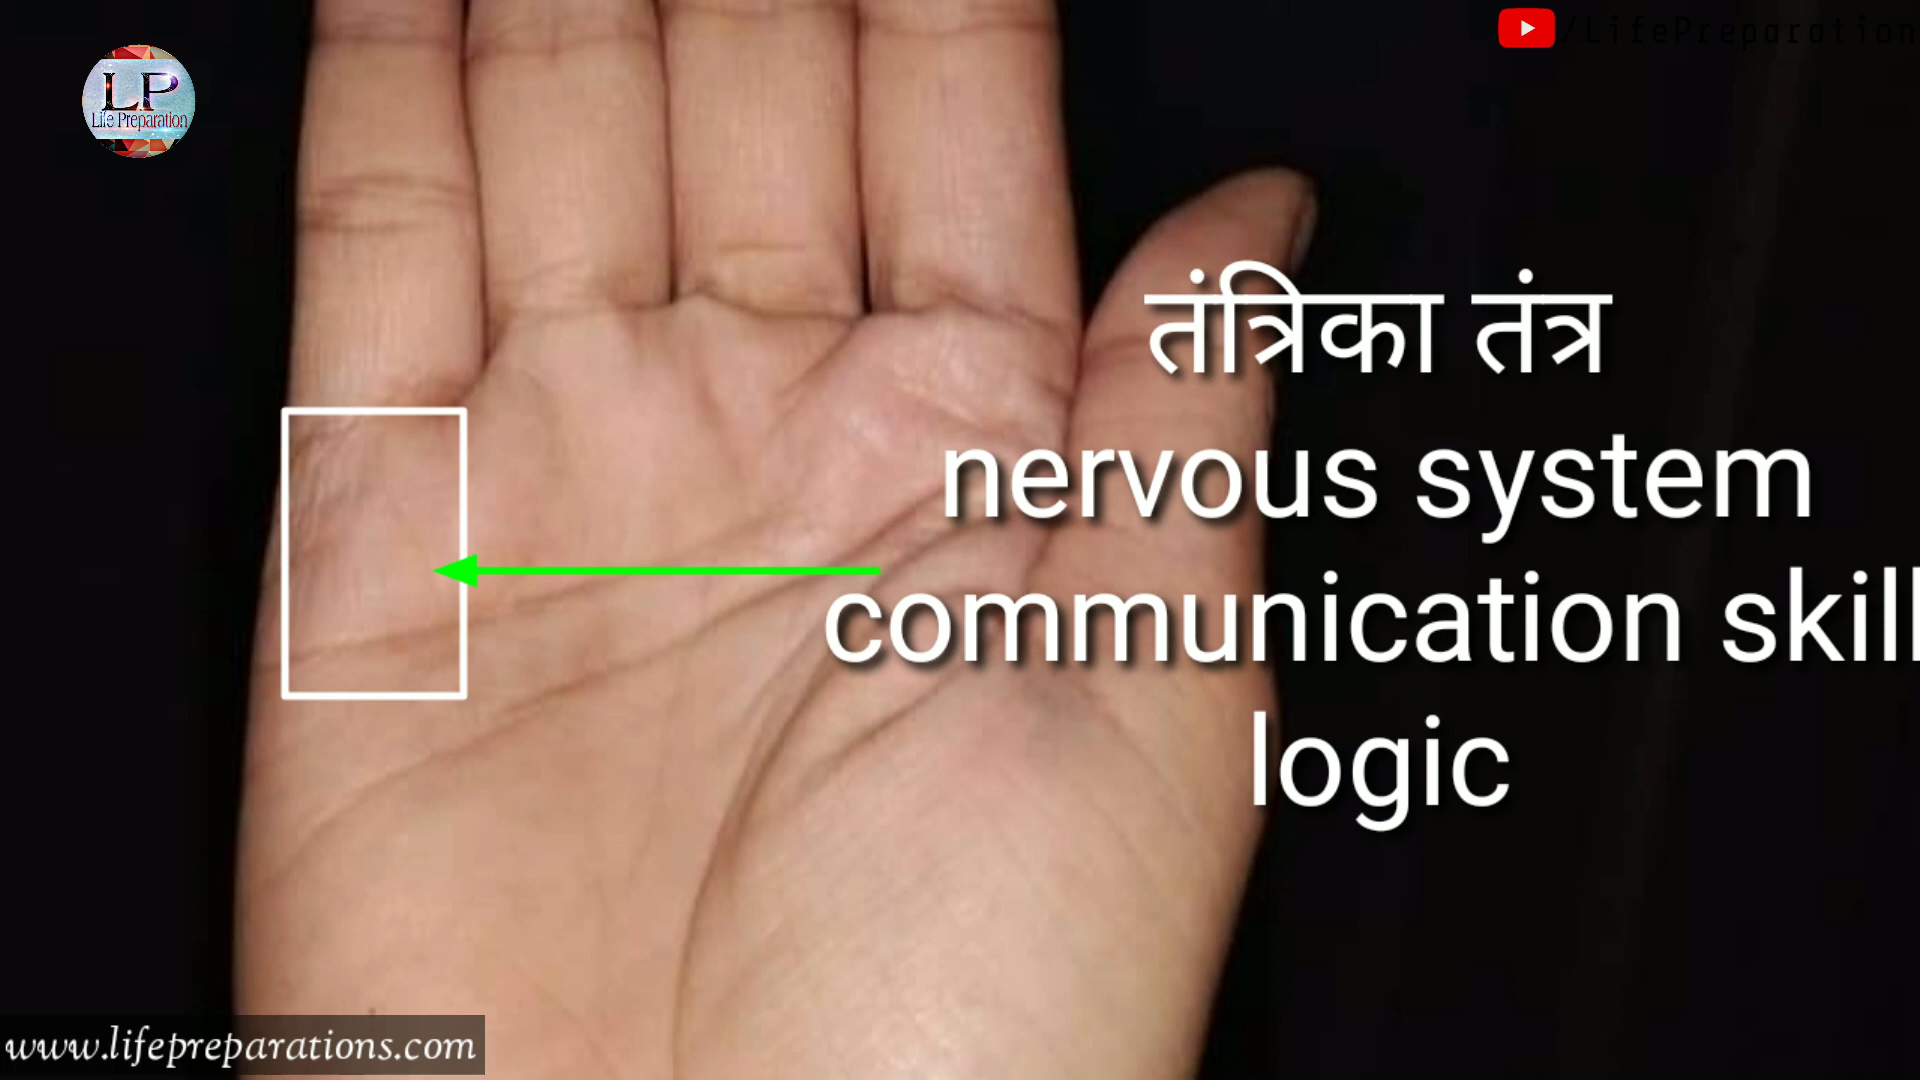 LP
Life Preparation
/LifePreparation
तंत्रिका तंत्र
nervous system
communication skill
logic
www.lifepreparations.com